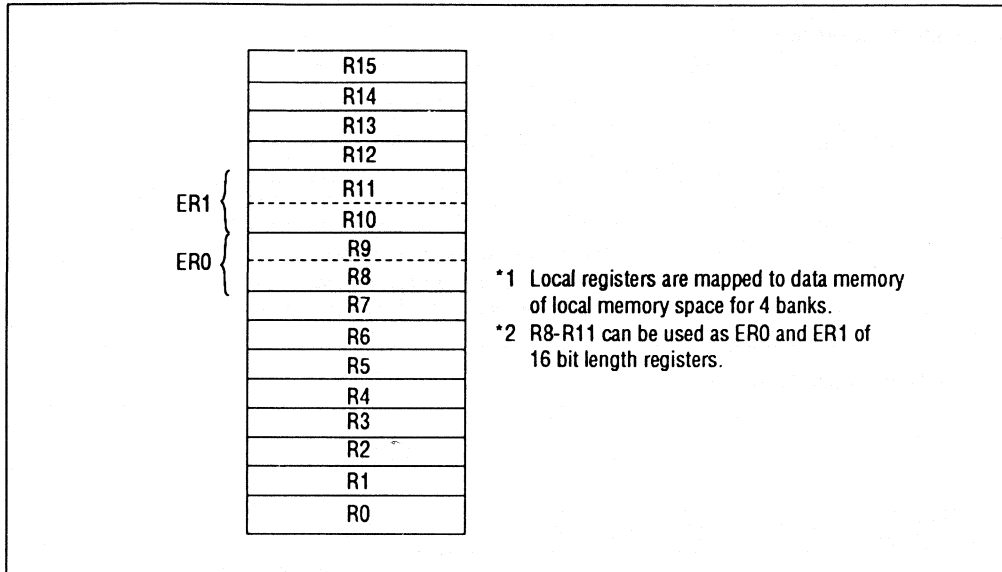 R15
R14
R13
R12
R11
ER1
R10
R9
ER0
R8
R7
R6
R5
R4
R3
R2
R1
R0
*1 Local registers are mapped to data memory
of local memory space for 4 banks.
*2 R8-R11 can be used as ER0 and ER1 of
16 bit length registers.